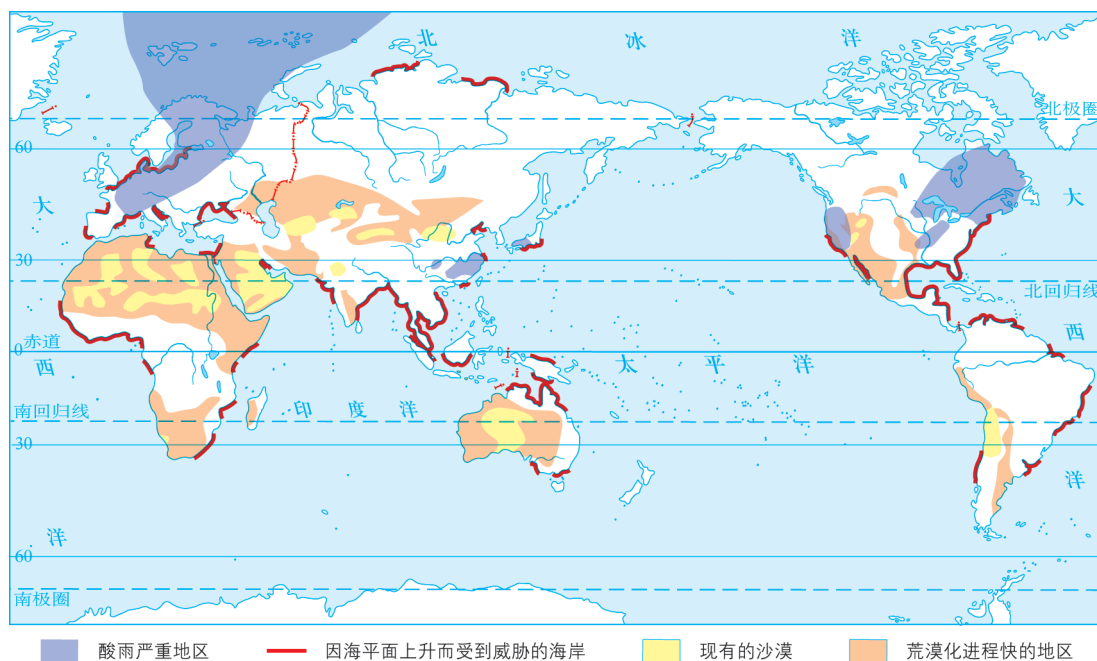 北 冰 洋
北极圈
60
大
30
北回归线
赤道
0
西
太 平 洋
西
南回归线
印 度 洋
30
洋
洋
60
南极圈
大
酸雨严重地区
因海平面上升而受到威胁的海岸
现有的沙漠
荒漠化进程快的地区